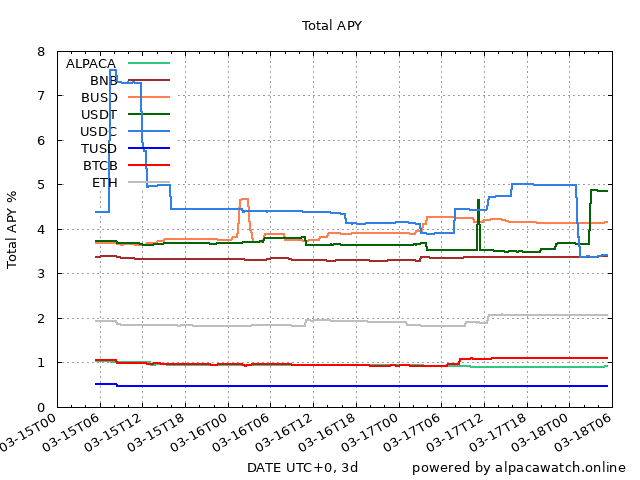 Total APY
8
7
6
5
4
3
2
1
0
Total APY %
ALPACA
BNB
BUSD
USDT
USDC
TUSD
BTCB
ETH
03-15T00
03-15T06
03-15T12
03-15T18
03-16T00
03-16T06
03-16T12
03-16T18
03-17T00
03-17T06
03-17T12
03-17T18
03-18T00
03-18T06
DATE UTC+0, 3d
powered by alpacawatch.online